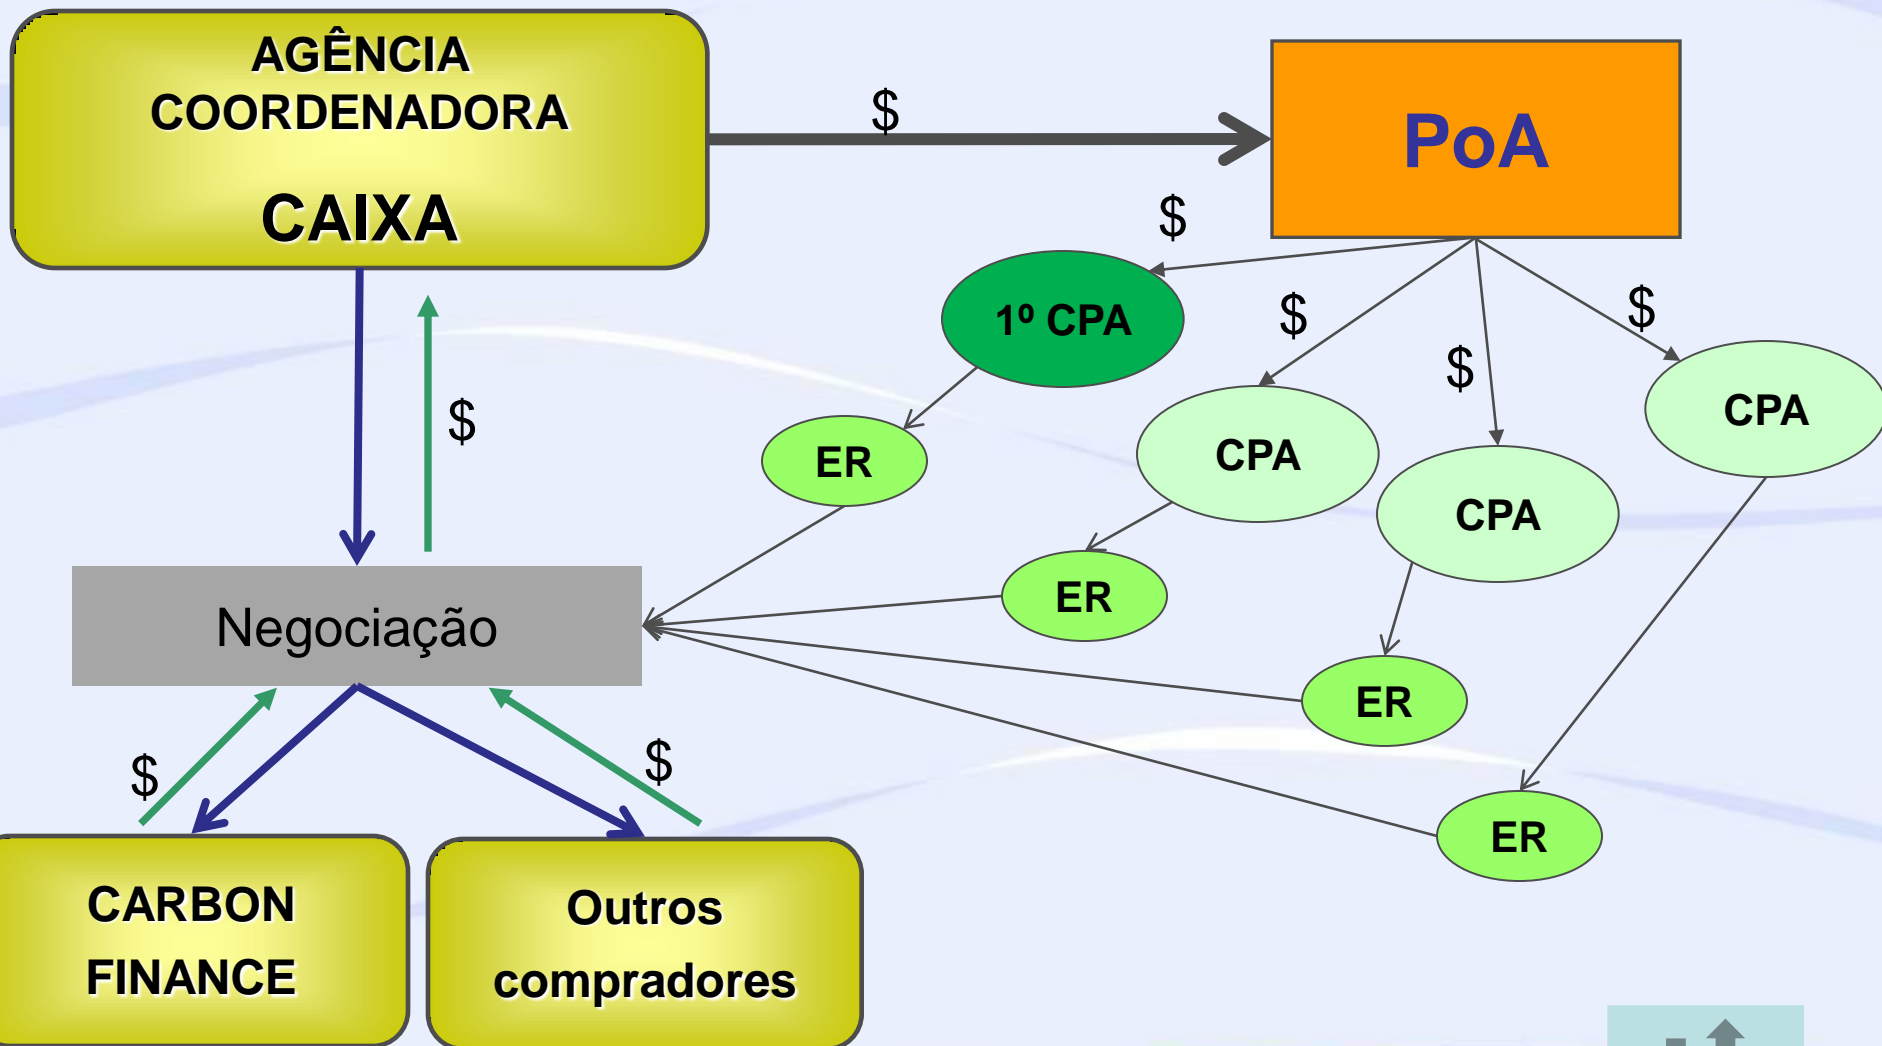 AGÊNCIA
COORDENADORA
CAIXA
$
PoA
$
1º CPA
$
$
$
CPA
CPA
CPA
$
ER
ER
ER
ER
Negociação
$
$
CARBON
FINANCE
Outros
compradores